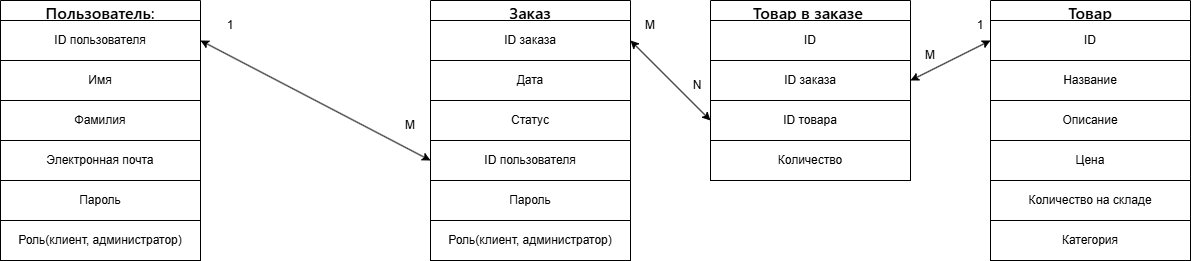 Пользователь:
ID пользователя
Имя
Фамилия
Электронная почта
Пароль
Роль(клиент, администратор)
1
M
Заказ
ID заказа
Дата
Статус
ID пользователя
Пароль
Роль(клиент, администратор)
M
N
Товар в заказе
ID
ID заказа
ID товара
Количество
1
M
Товар
ID
Название
Описание
Цена
Количество на складе
Категория